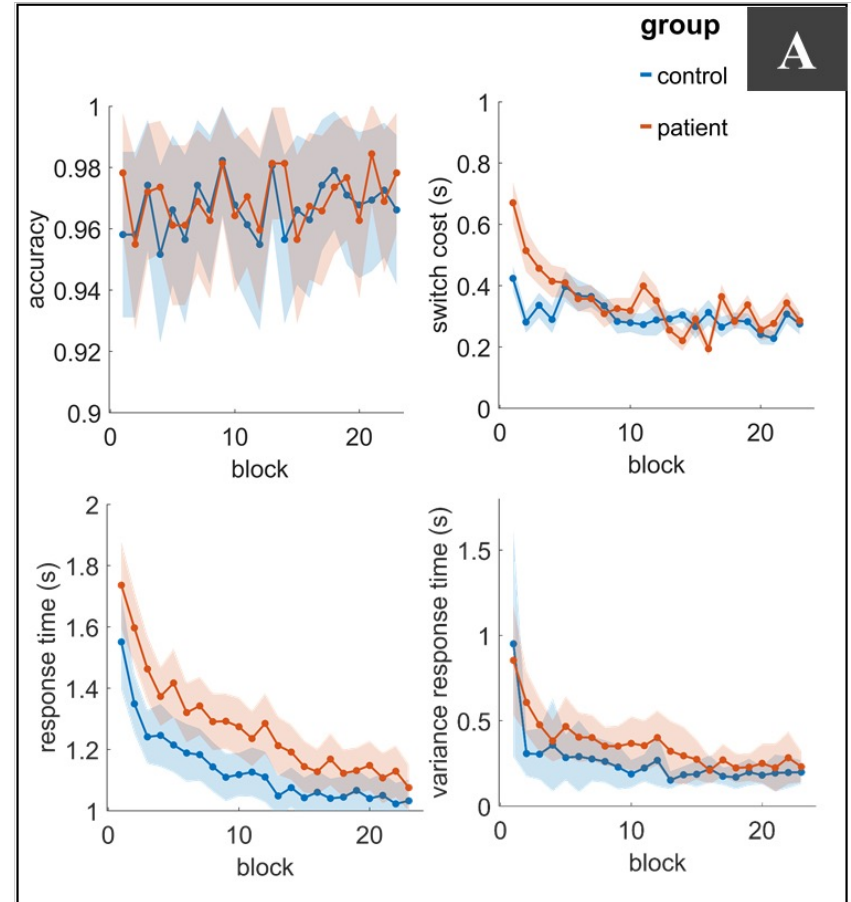 group
A
control
patient
accuracy
1
0.98
0.96
0.94
0.92
0.9
0
10
20
block
switch cost (s)
1
0.8
0.6
0.4
0.2
0
0
10
20
block
response time (s)
2
1.8
1.6
1.4
1.2
1
0
10
20
block
variance response time (s)
1.5
1
0.5
0
0
10
20
block